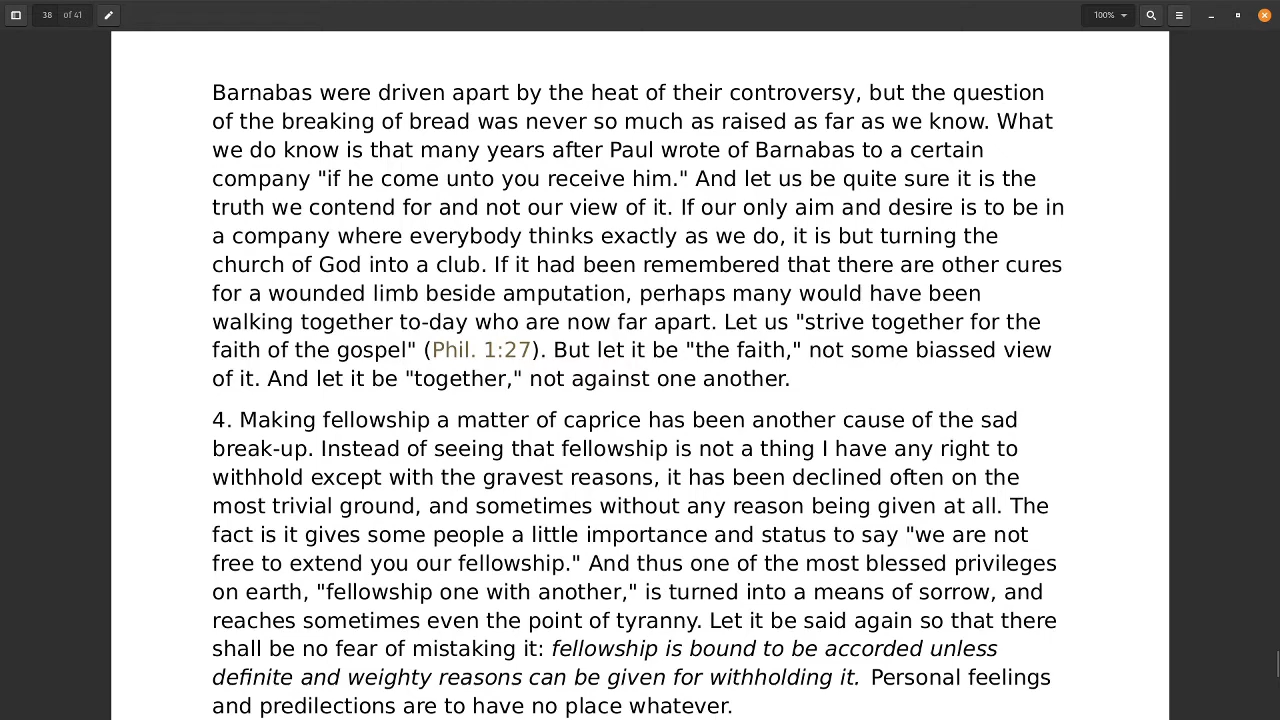 38 of 41
100%
Barnabas were driven apart by the heat of their controversy, but the question
of the breaking of bread was never so much as raised as far as we know. What
we do know is that many years after Paul wrote of Barnabas to a certain
company "if he come unto you receive him." And let us be quite sure it is the
truth we contend for and not our view of it. If our only aim and desire is to be in
a company where everybody thinks exactly as we do, it is but turning the
church of God into a club. If it had been remembered that there are other cures
for a wounded limb beside amputation, perhaps many would have been
walking together to-day who are now far apart. Let us "strive together for the
faith of the gospel" (Phil. 1:27). But let it be "the faith," not some biassed view
of it. And let it be "together," not against one another.
4. Making fellowship a matter of caprice has been another cause of the sad
break-up. Instead of seeing that fellowship is not a thing I have any right to
withhold except with the gravest reasons, it has been declined often on the
most trivial ground, and sometimes without any reason being given at all. The
fact is it gives some people a little importance and status to say "we are not
free to extend you our fellowship." And thus one of the most blessed privileges
on earth, "fellowship one with another," is turned into a means of sorrow, and
reaches sometimes even the point of tyranny. Let it be said again so that there
shall be no fear of mistaking it: fellowship is bound to be accorded unless
definite and weighty reasons can be given for withholding it. Personal feelings
and predilections are to have no place whatever.